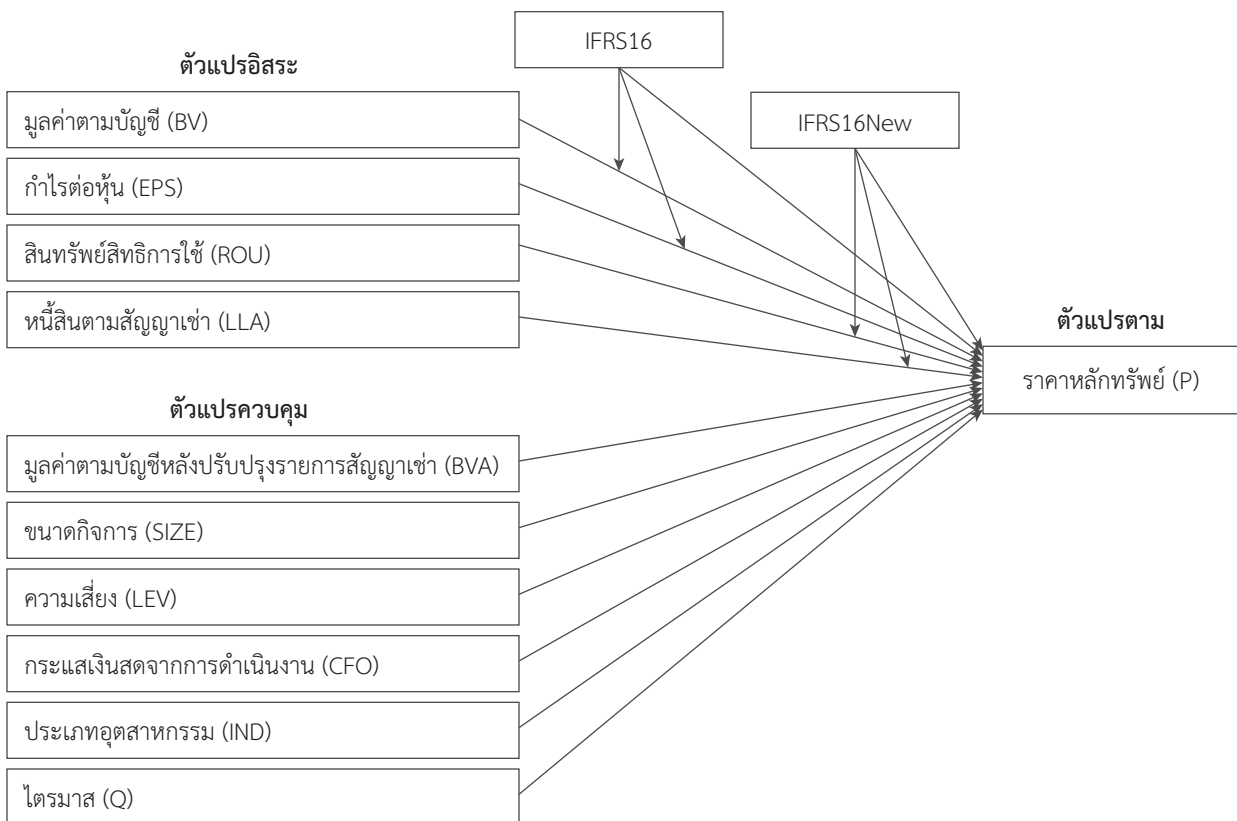 IFRS16
ตัวแปรอิสระ
มูลค่าตามบัญชี (BV)
IFRS16New
กำไรต่อหุ้น (EPS)
สินทรัพย์สิทธิการใช้ (ROU)
หนี้สินตามสัญญาเช่า (LLA)
ตัวแปรตาม
ราคาหลักทรัพย์ (P)
ตัวแปรควบคุม
มูลค่าตามบัญชีหลังปรับปรุงรายการสัญญาเช่า (BVA)
ขนาดกิจการ (SIZE)
ความเสี่ยง (LEV)
กระแสเงินสดจากการดำเนินงาน (CFO)
ประเภทอุตสาหกรรม (IND)
ไตรมาส (Q)